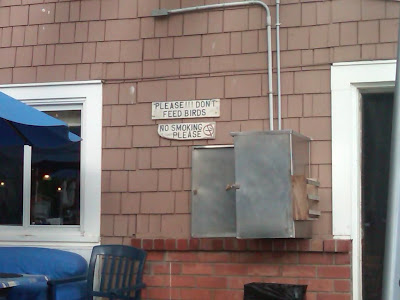 PLEASE!!! DON'T
FEED BIRDS
NO SMOKING
PLEASE